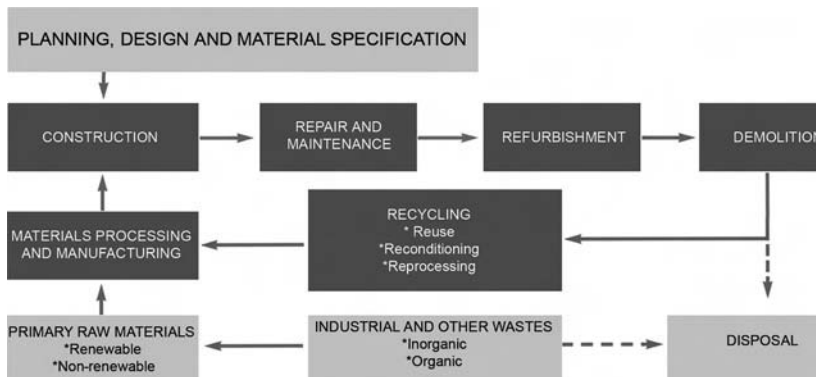 PLANNING, DESIGN AND MATERIAL SPECIFICATION
CONSTRUCTION
REPAIR AND
MAINTENANCE
REFURBISHMENT
DEMOLITION
MATERIALS PROCESSING
AND MANUFACTURING
RECYCLING
* Reuse
*Reconditioning
*Reprocessing
PRIMARY RAW MATERIALS
*Renewable
*Non-renewable
INDUSTRIAL AND OTHER WASTES
*Inorganic
*Organic
DISPOSAL